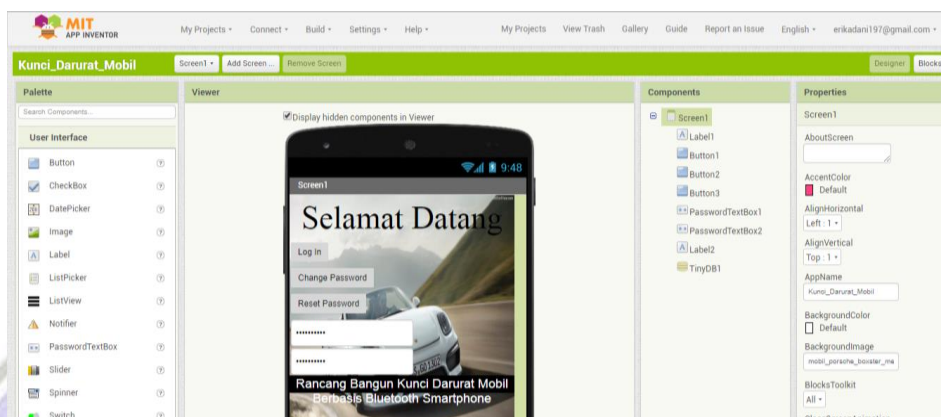 MIT
APP INVENTOR
My Projects Connect Build Settings Help My Projects View Trash Gallery Guide Report an Issue English erikadani197@gmail.com
Kunci_Darurat_Mobil Screen1 Add Screen ... Remove Screen Designer Blocks
Palette Viewer Components Properties
Search Components...
User Interface
Button
CheckBox
DatePicker
Image
Label
ListPicker
ListView
Notifier
PasswordTextBox
Slider
Spinner
Switch
Display hidden components in Viewer
9:48
Screen1
Selamat Datang
Log in
Change Password
Reset Password
Rancang Bangun Kunci Darurat Mobil
Berbasis Bluetooth Smartphone
Screen1
Label1
Button1
Button2
Button3
PasswordTextBox1
PasswordTextBox2
Label2
TinyDB1
Screen1
AboutScreen
AccentColor
Default
AlignHorizontal
Left : 1
AlignVertical
Top : 1
AppName
Kunci_Darurat_Mobil
BackgroundColor
Default
BackgroundImage
mobil_porsche_boxster_me
BlocksToolkit
All